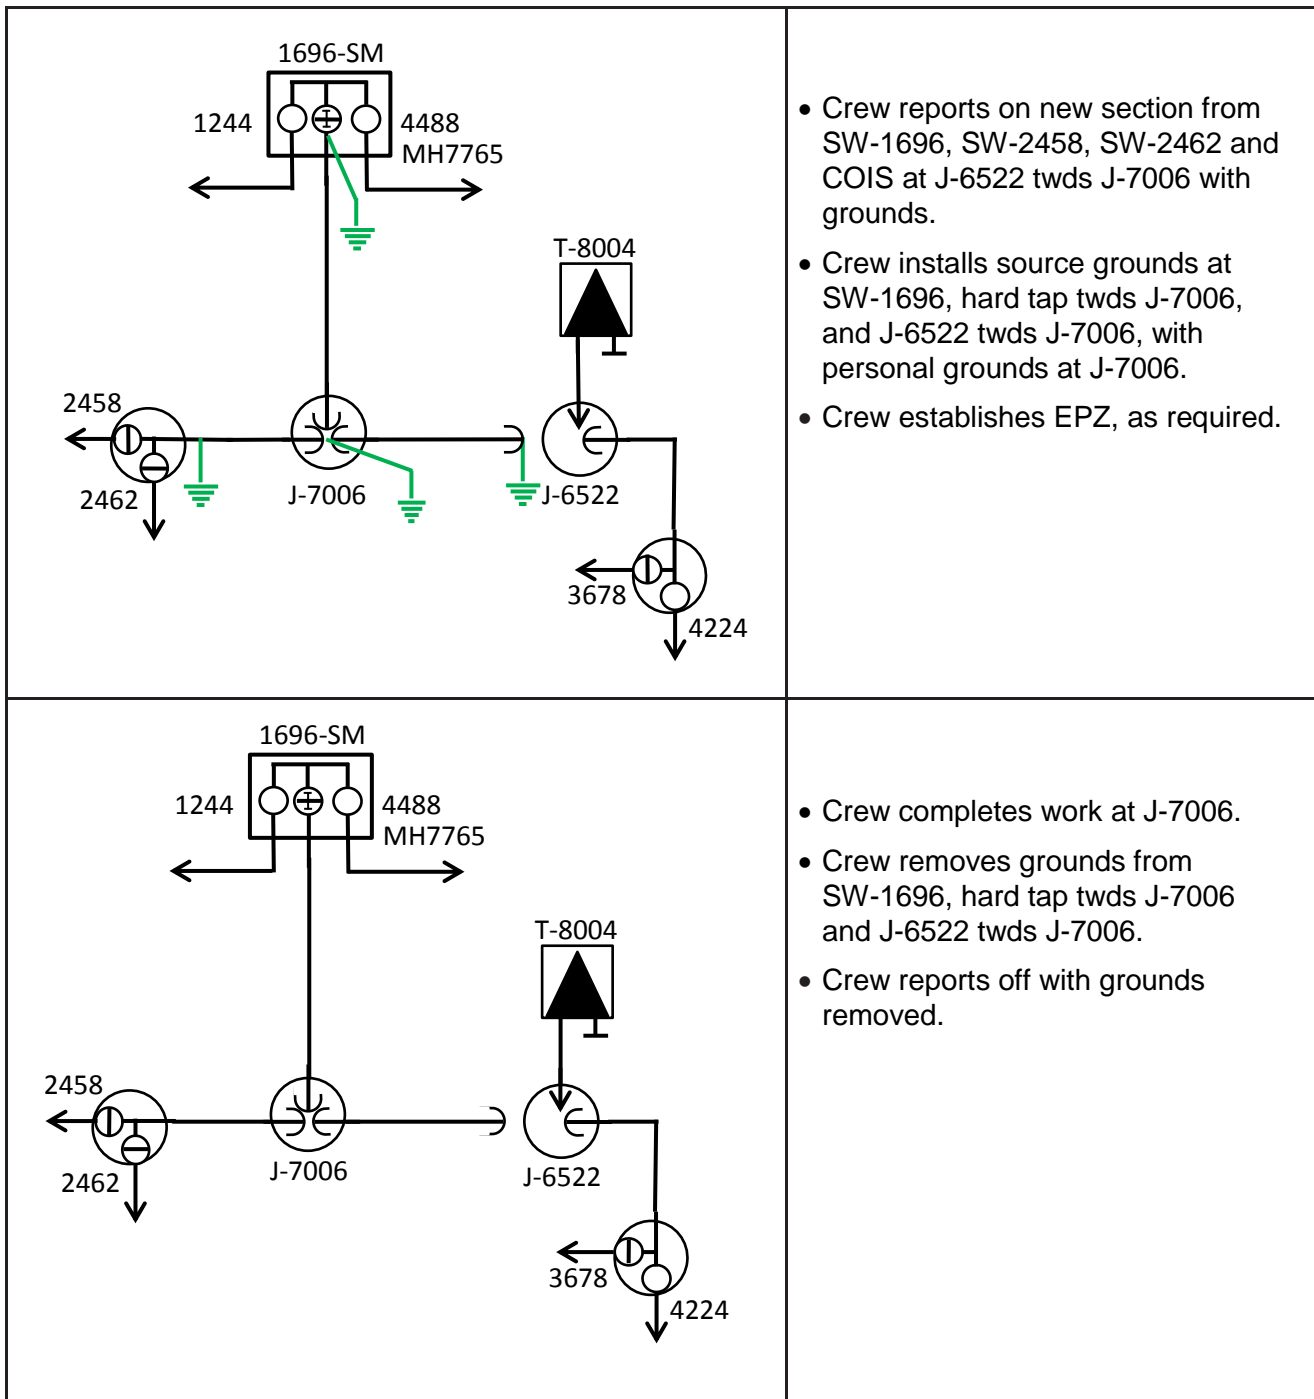 1696-SM
1244
4488
MH7765
T-8004
2458
2462
J-7006
J-6522
3678
4224
• Crew reports on new section from
SW-1696, SW-2458, SW-2462 and
COIS at J-6522 twds J-7006 with
grounds.
• Crew installs source grounds at
SW-1696, hard tap twds J-7006,
and J-6522 twds J-7006, with
personal grounds at J-7006.
• Crew establishes EPZ, as required.
1696-SM
1244
4488
MH7765
T-8004
2458
2462
J-7006
J-6522
3678
4224
• Crew completes work at J-7006.
• Crew removes grounds from
SW-1696, hard tap twds J-7006
and J-6522 twds J-7006.
• Crew reports off with grounds
removed.